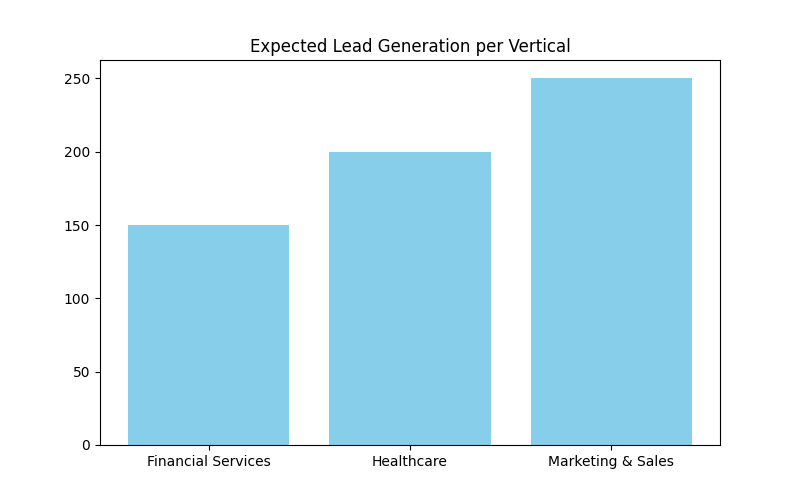 Expected Lead Generation per Vertical
250
200
150
100
50
0
Financial Services
Healthcare
Marketing & Sales